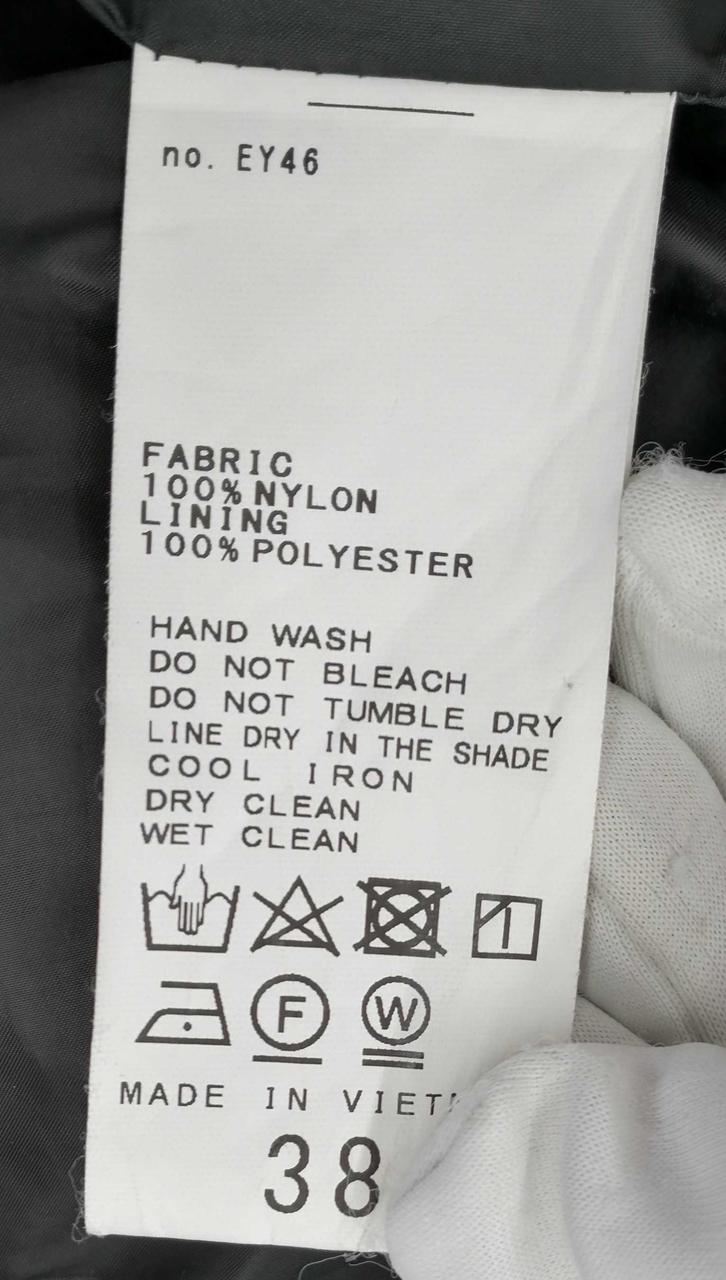 no. EY46
FABRIC
100% NYLON
LINING
100% POLYESTER
HAND WASH
DO NOT BLEACH
DO NOT TUMBLE DRY
LINE DRY IN THE SHADE
COOL IRON
DRY CLEAN
WET CLEAN
F W
MADE IN
38